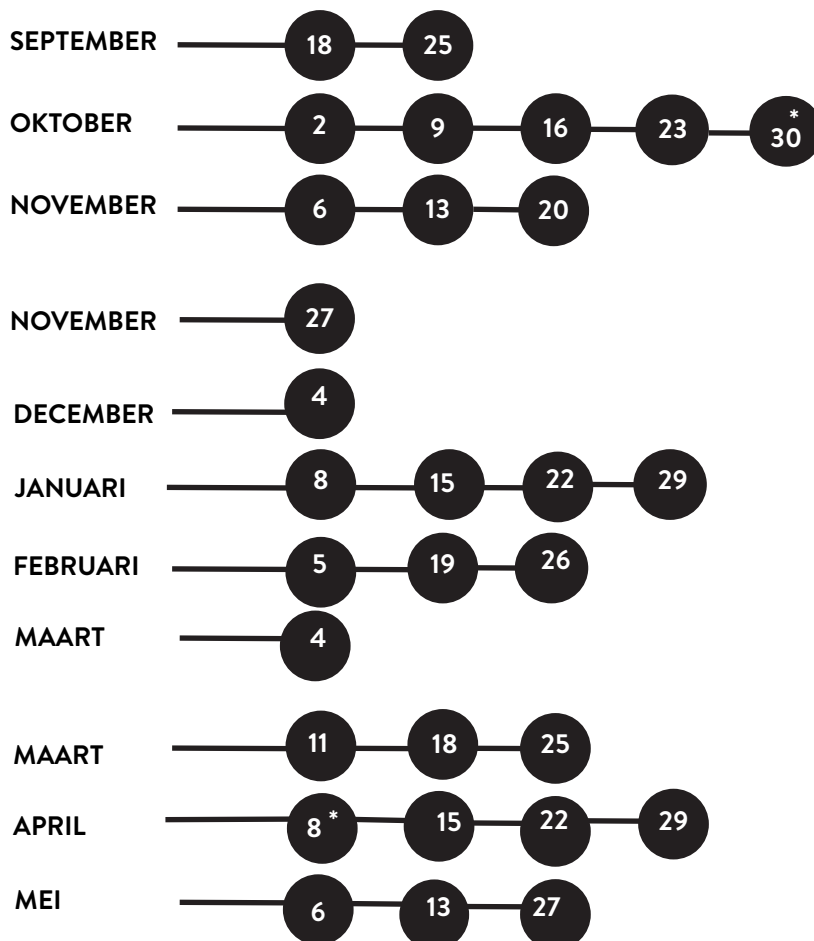 SEPTEMBER 18 25
OKTOBER 2 9 16 23 30*
NOVEMBER 6 13 20
NOVEMBER 27
DECEMBER 4
JANUARI 8 15 22 29
FEBRUARI 5 19 26
MAART 4
MAART 11 18 25
APRIL 8* 15 22 29
MEI 6 13 27